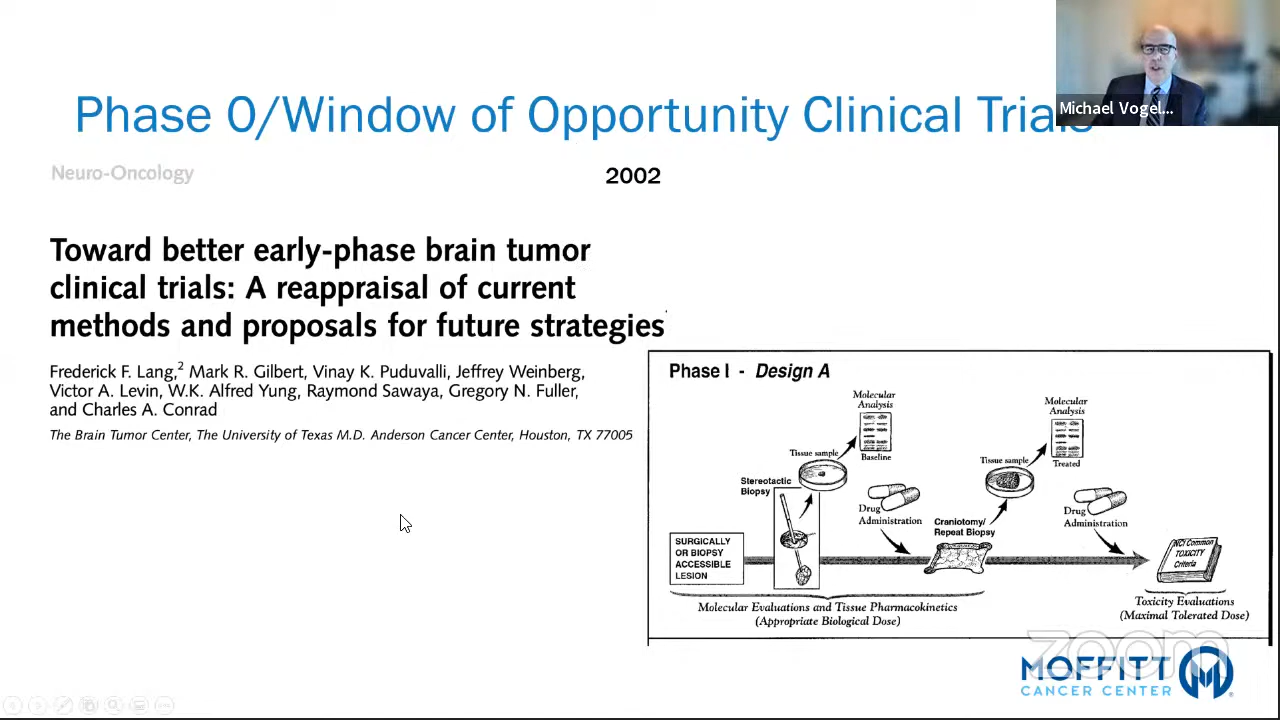 Michael Vogel...
Phase 0/Window of Opportunity Clinical Trials
Neuro-Oncology
2002
Toward better early-phase brain tumor
clinical trials: A reappraisal of current
methods and proposals for future strategies
Frederick F. Lang,2 Mark R. Gilbert, Vinay K. Puduvalli, Jeffrey Weinberg,
Victor A. Levin, W.K. Alfred Yung, Raymond Sawaya, Gregory N. Fuller,
and Charles A. Conrad
The Brain Tumor Center, The University of Texas M.D. Anderson Cancer Center, Houston, TX 77005
Phase I - Design A
Molecular
Analysis
Baseline
Tissue sample
Stereotactic
Biopsy
Drug
Administration
Molecular
Analysis
Treated
Tissue sample
Craniotomy/
Repeat Biopsy
Drug
Administration
SURGICALLY
OR BIOPSY
ACCESSIBLE
LESION
NCI Common
TOXICITY
Criteria
Molecular Evaluations and Tissue Pharmacokinetics
(Appropriate Biological Dose)
Toxicity Evaluations
(Maximal Tolerated Dose)
zoom
MOFFITT
CANCER CENTER